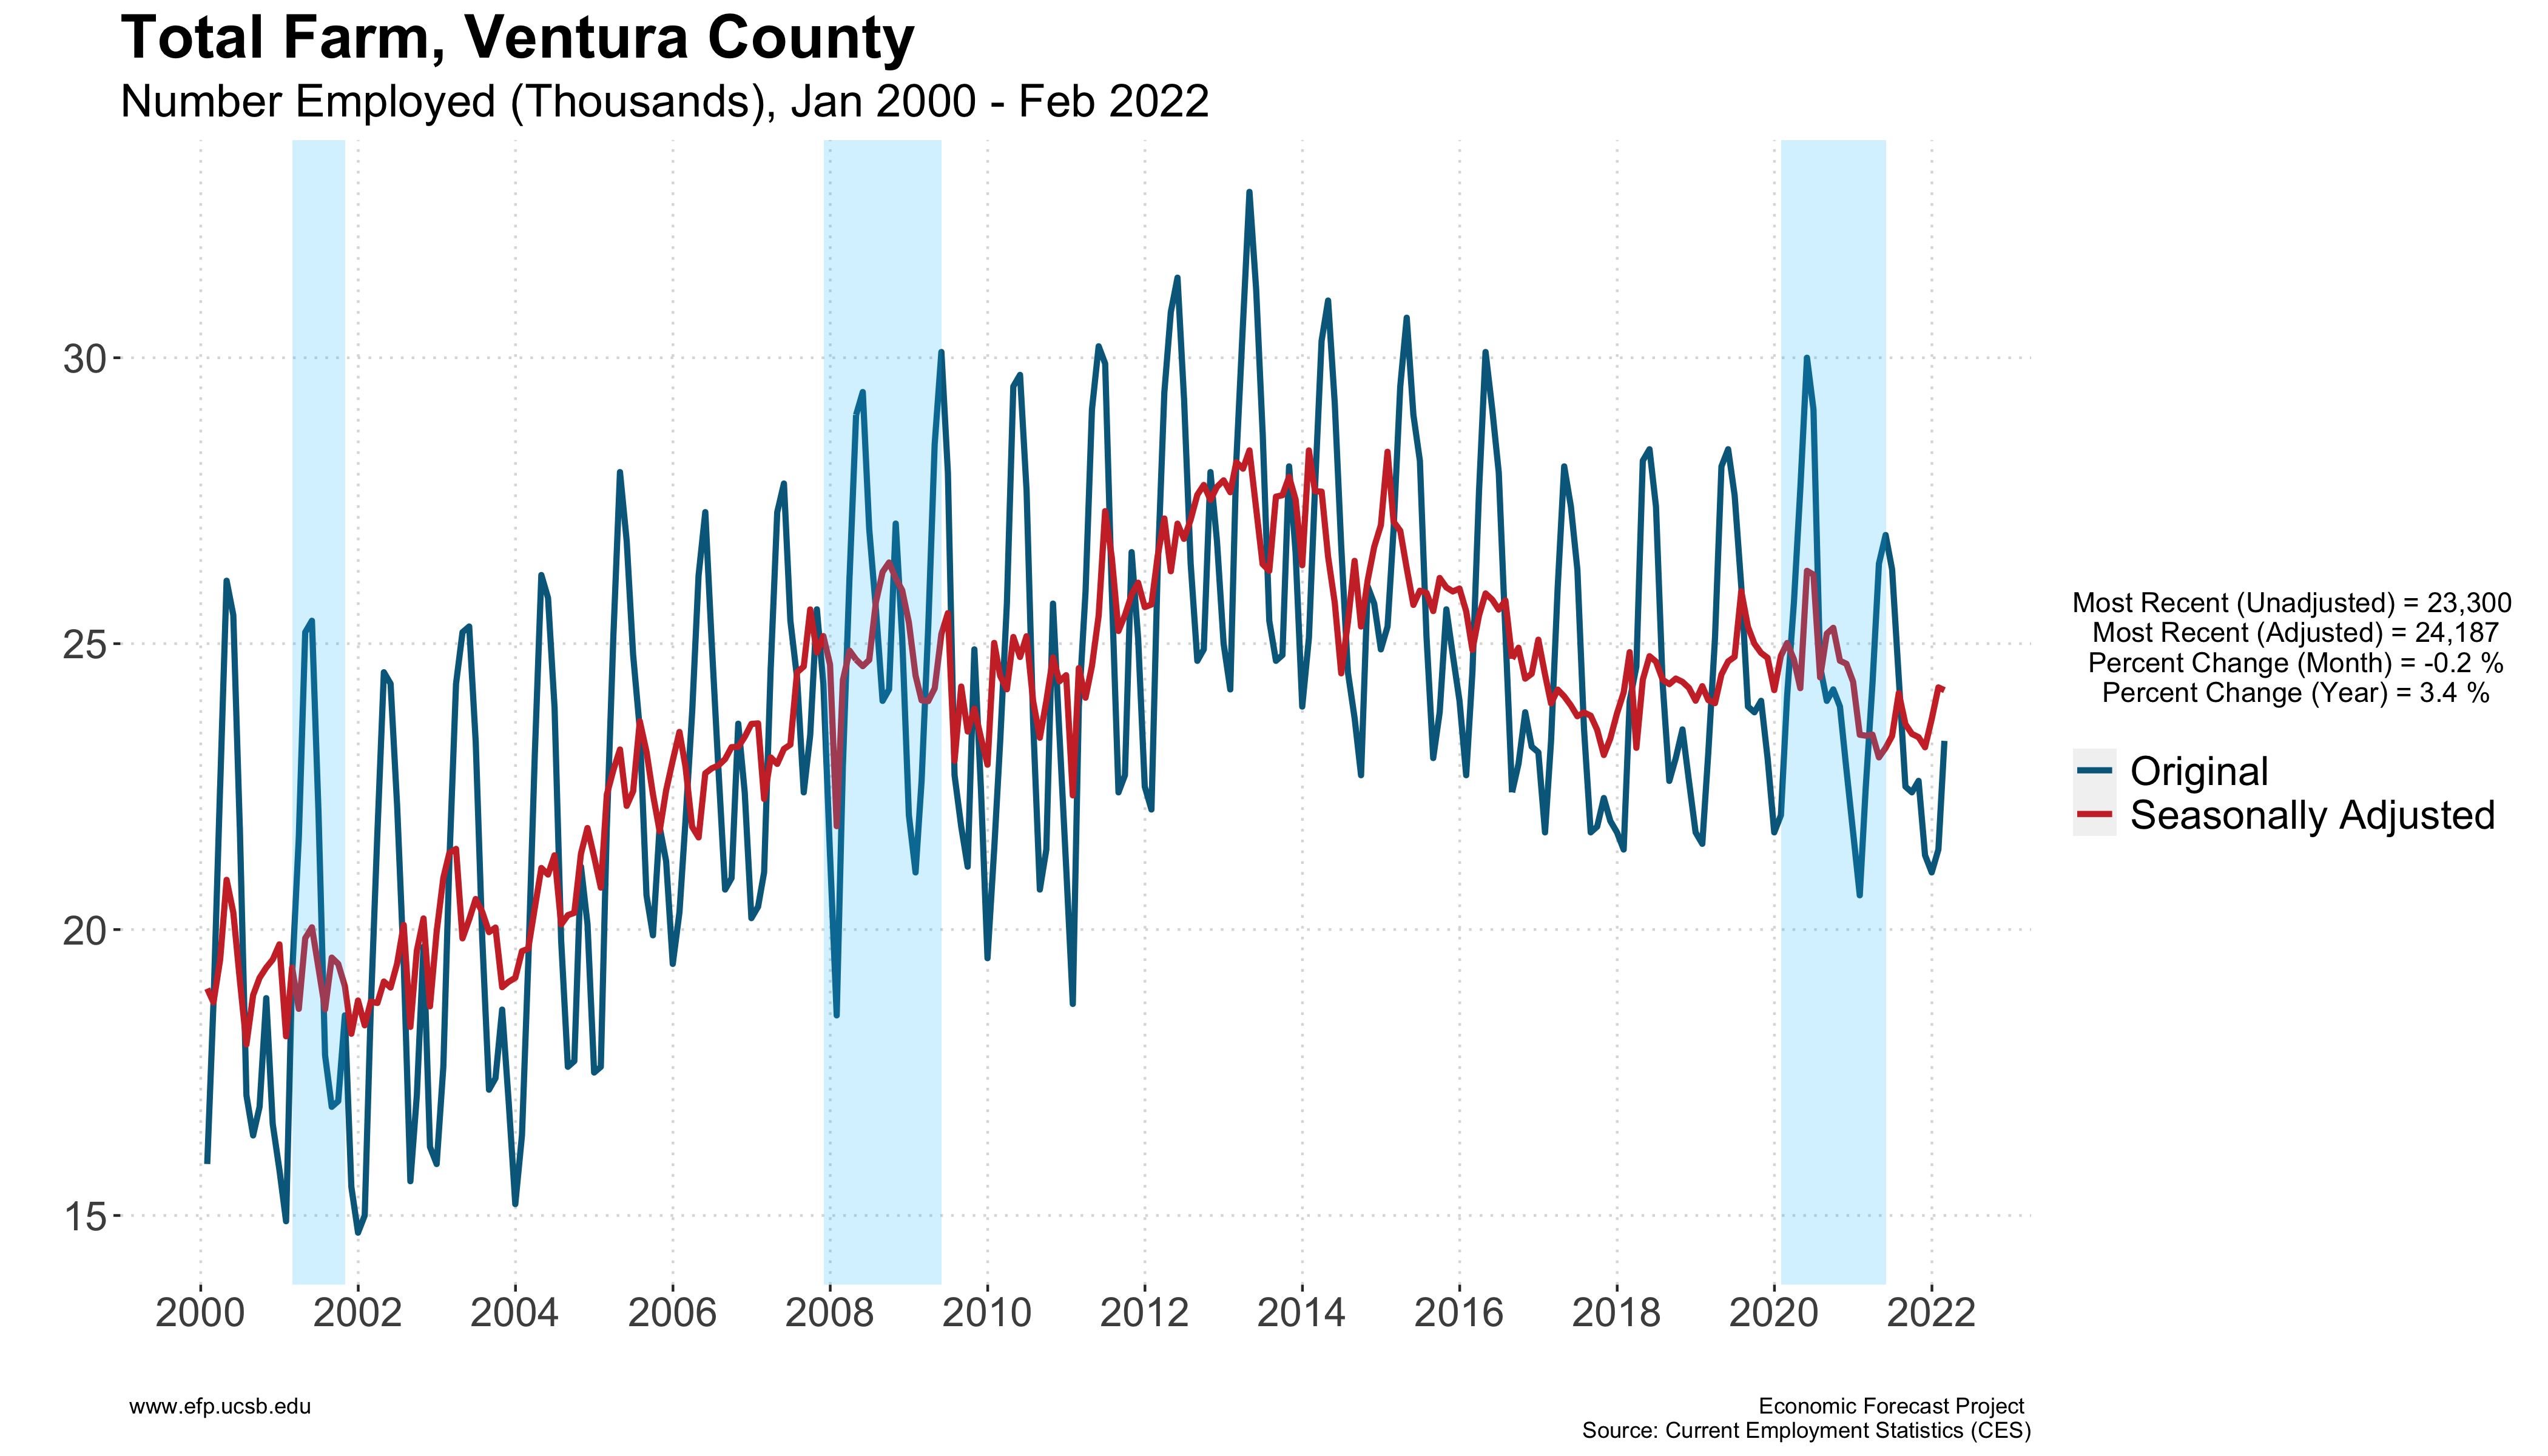 Total Farm, Ventura County
Number Employed (Thousands), Jan 2000 - Feb 2022
30
25
20
15
2000 2002 2004 2006 2008 2010 2012 2014 2016 2018 2020 2022
Most Recent (Unadjusted) = 23,300
Most Recent (Adjusted) = 24,187
Percent Change (Month) = -0.2 %
Percent Change (Year) = 3.4 %
Original
Seasonally Adjusted
www.efp.ucsb.edu
Economic Forecast Project
Source: Current Employment Statistics (CES)